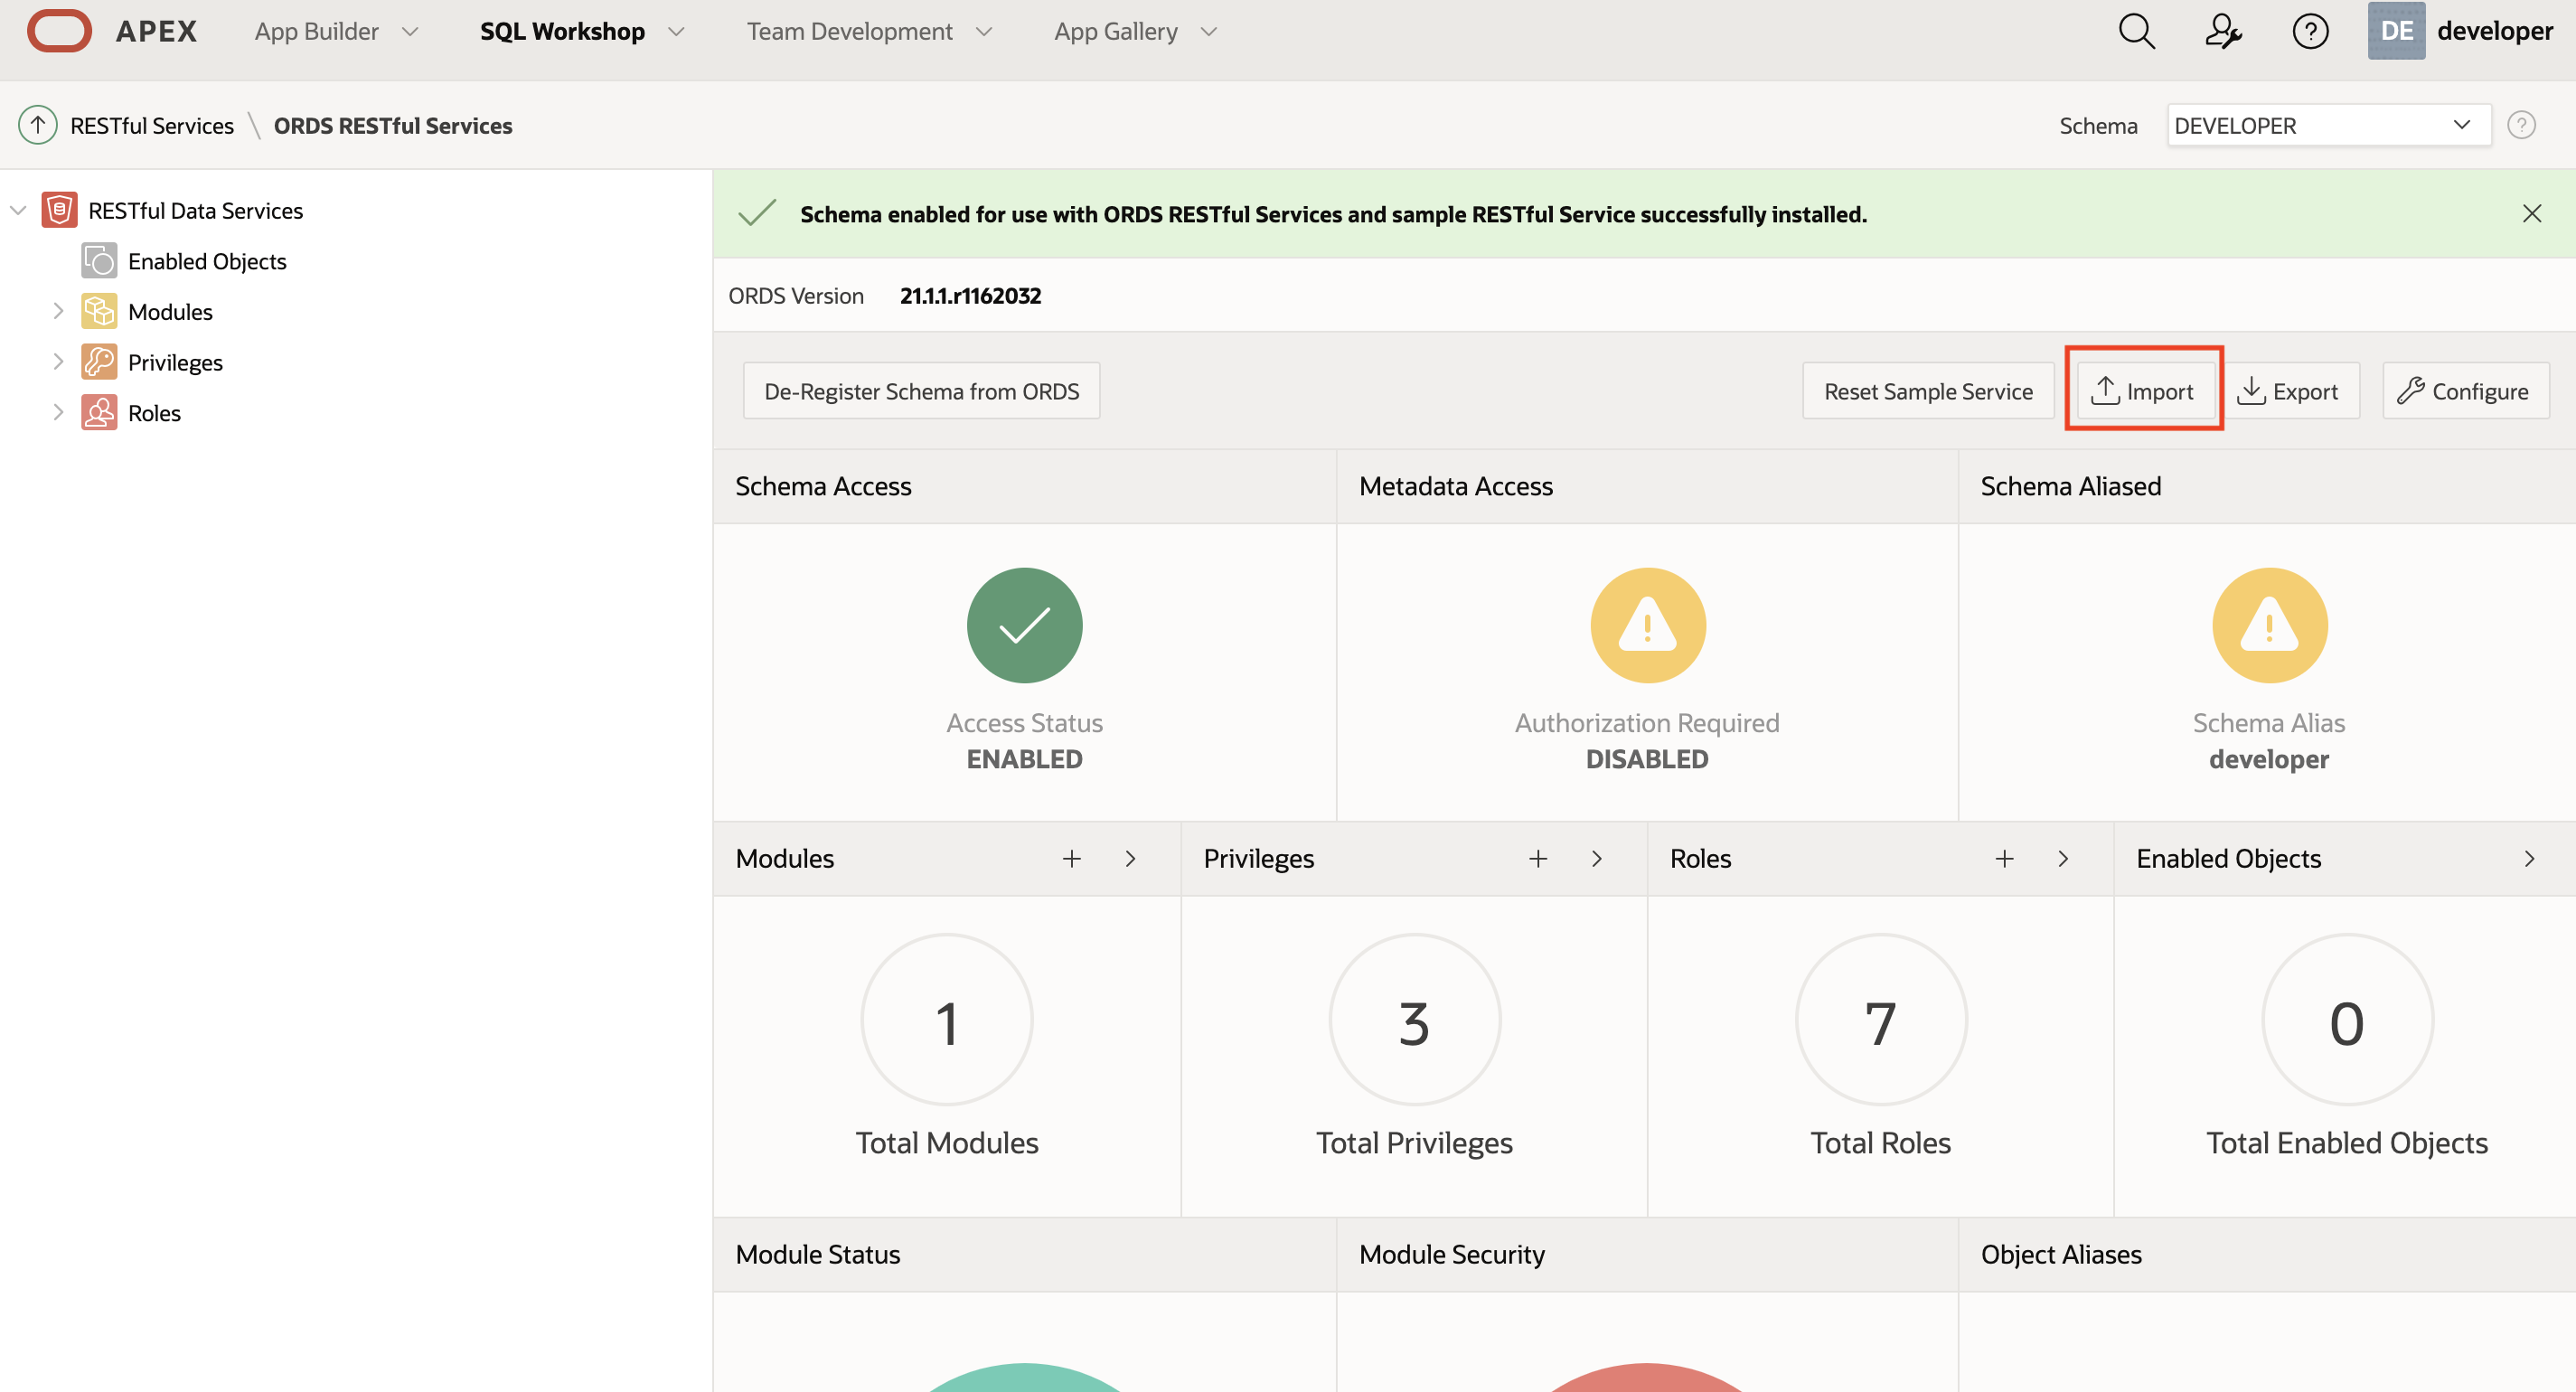 APEX App Builder SQL Workshop Team Development App Gallery ? DE developer
RESTful Services \ ORDS RESTful Services Schema DEVELOPER ?
RESTful Data Services
Enabled Objects
Modules
Privileges
Roles
Schema enabled for use with ORDS RESTful Services and sample RESTful Service successfully installed.
ORDS Version 21.1.1.r1162032
De-Register Schema from ORDS Reset Sample Service Import Export Configure
Schema Access Metadata Access Schema Aliased
Access Status Authorization Required Schema Alias
ENABLED DISABLED developer
Modules Privileges Roles Enabled Objects
1 3 7 0
Total Modules Total Privileges Total Roles Total Enabled Objects
Module Status Module Security Object Aliases